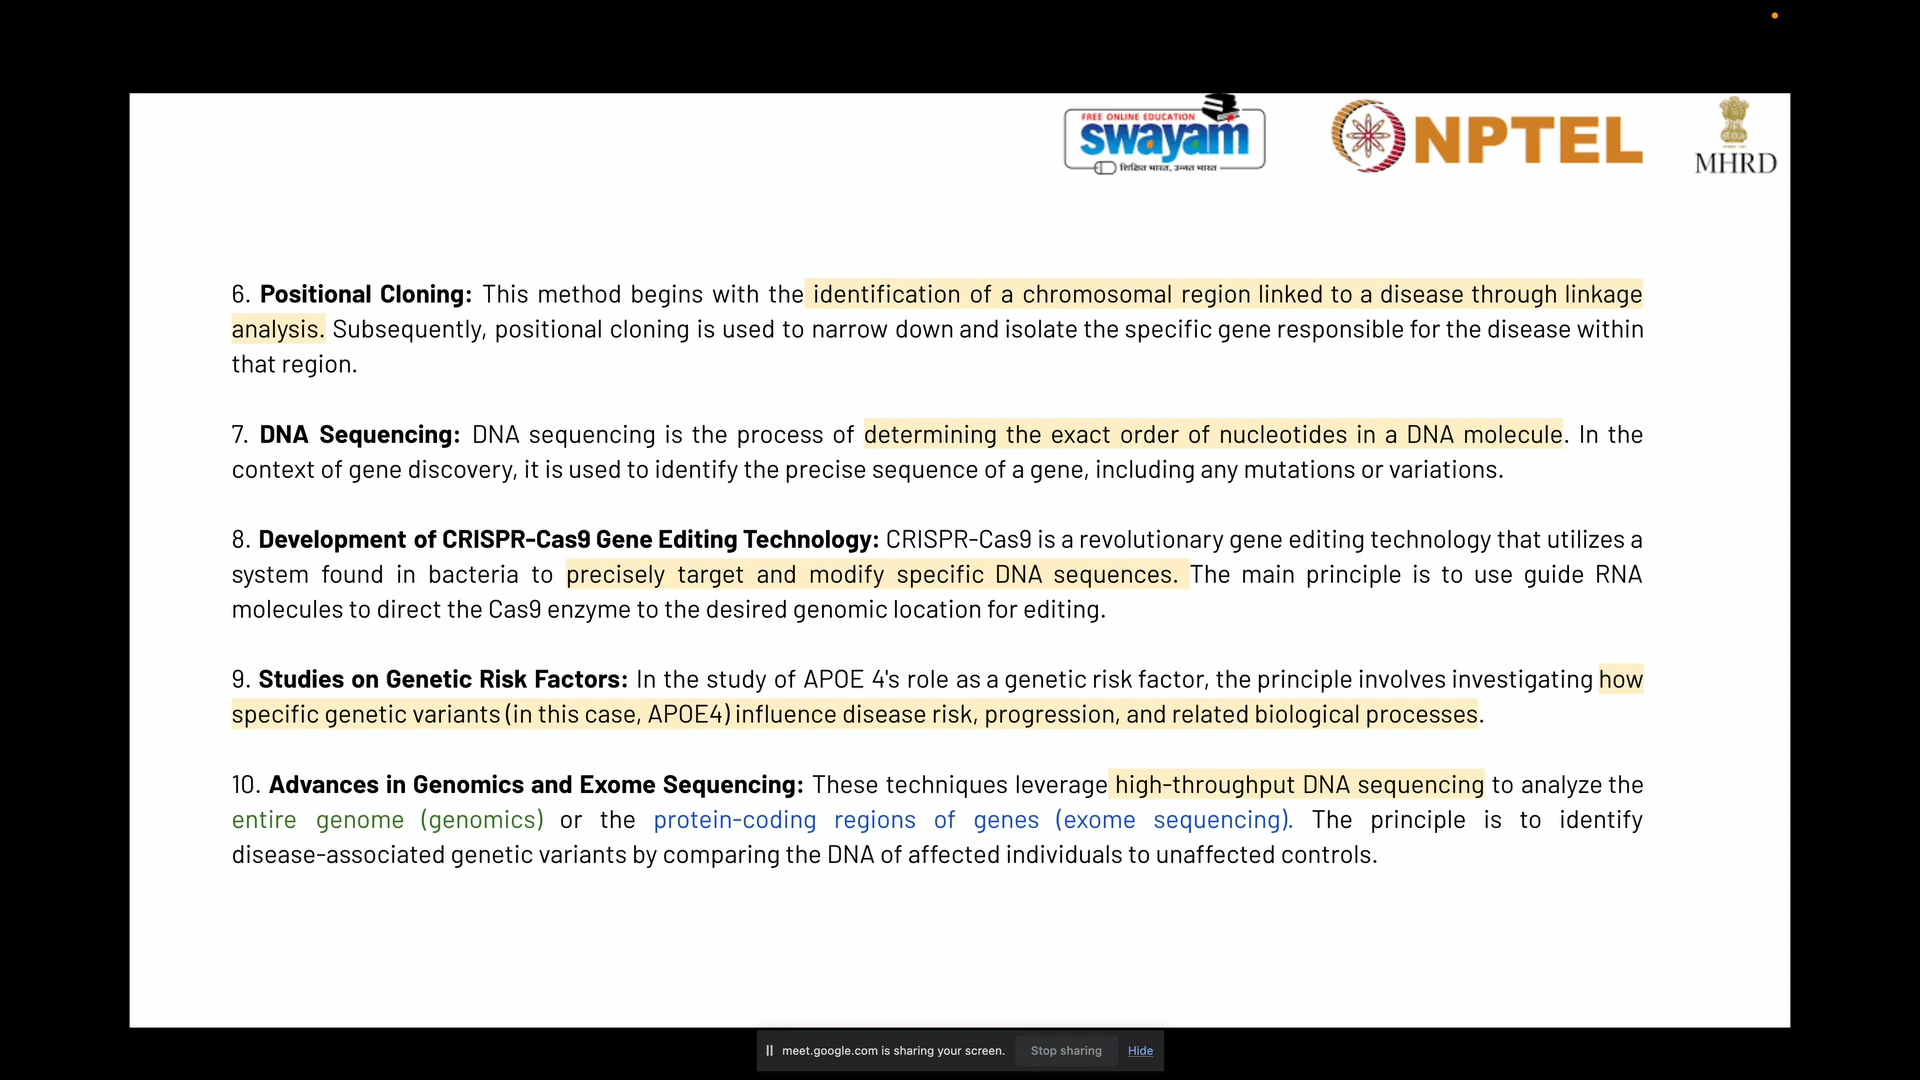 FREE ONLINE EDUCATION
swayam
शिक्षित भारत, उन्नत भारत
NPTEL
MHRD
6. Positional Cloning: This method begins with the identification of a chromosomal region linked to a disease through linkage
analysis. Subsequently, positional cloning is used to narrow down and isolate the specific gene responsible for the disease within
that region.
7. DNA Sequencing: DNA sequencing is the process of determining the exact order of nucleotides in a DNA molecule. In the
context of gene discovery, it is used to identify the precise sequence of a gene, including any mutations or variations.
8. Development of CRISPR-Cas9 Gene Editing Technology: CRISPR-Cas9 is a revolutionary gene editing technology that utilizes a
system found in bacteria to precisely target and modify specific DNA sequences. The main principle is to use guide RNA
molecules to direct the Cas9 enzyme to the desired genomic location for editing.
9. Studies on Genetic Risk Factors: In the study of APOE 4's role as a genetic risk factor, the principle involves investigating how
specific genetic variants (in this case, APOE4) influence disease risk, progression, and related biological processes.
10. Advances in Genomics and Exome Sequencing: These techniques leverage high-throughput DNA sequencing to analyze the
entire genome (genomics) or the protein-coding regions of genes (exome sequencing). The principle is to identify
disease-associated genetic variants by comparing the DNA of affected individuals to unaffected controls.
meet.google.com is sharing your screen. Stop sharing Hide